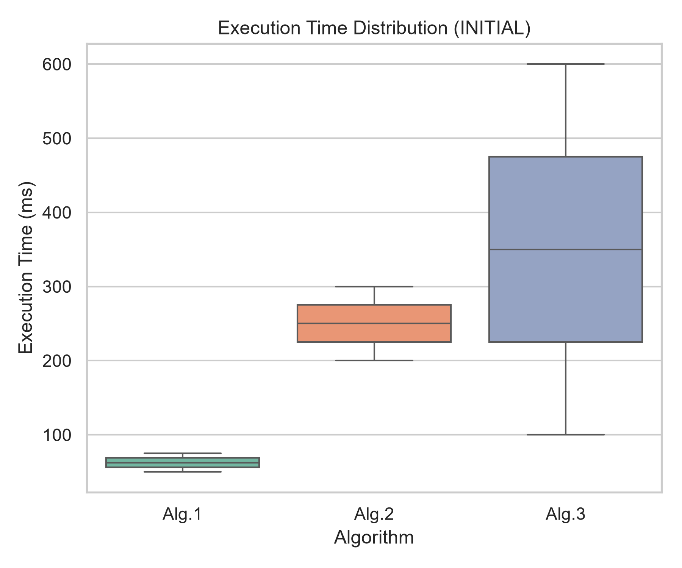 Execution Time Distribution (INITIAL)
600
500
400
300
200
100
Execution Time (ms)
Alg.1 Alg.2 Alg.3
Algorithm